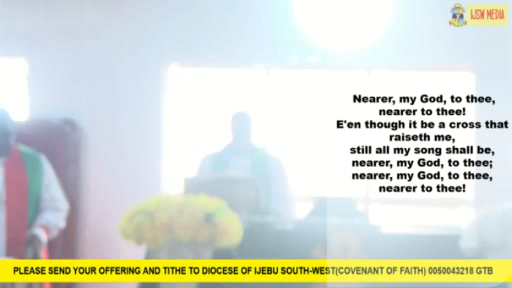 IJSW MEDIA
Nearer, my God, to thee,
nearer to thee!
E'en though it be a cross that
raiseth me,
still all my song shall be,
nearer, my God, to thee;
nearer, my God, to thee,
nearer to thee!
PLEASE SEND YOUR OFFERING AND TITHE TO DIOCESE OF IJEBU SOUTH-WEST(COVENANT OF FAITH) 0050043218 GTB